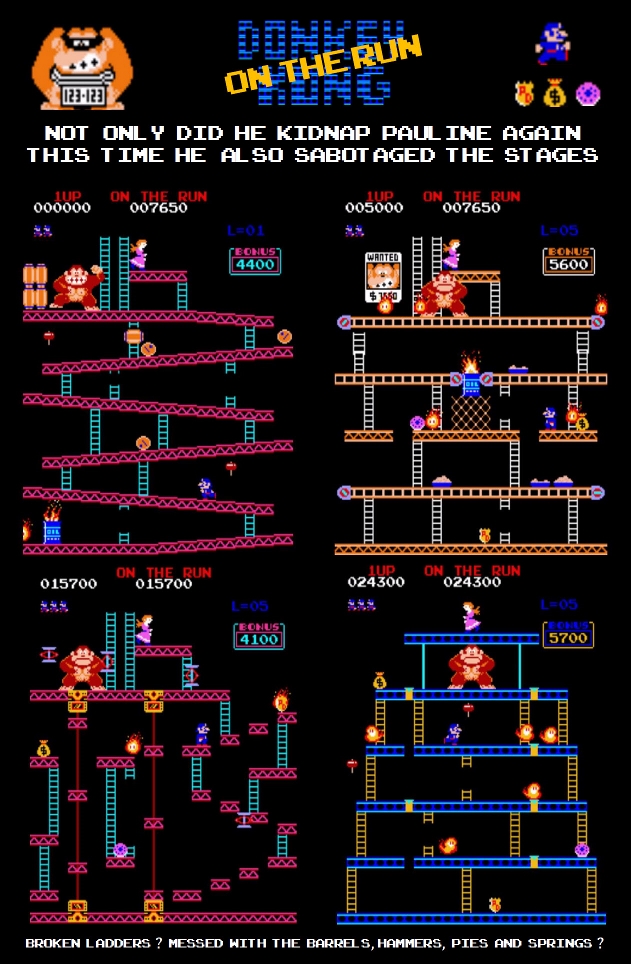 DONKEY
ON THE RUN
KONG
123-123
NOT ONLY DID HE KIDNAP PAULINE AGAIN
THIS TIME HE ALSO SABOTAGED THE STAGES
1UP ON THE RUN
000000 007650
L=01
BONUS
4400
OIL
1UP ON THE RUN
005000 007650
L=05
BONUS
5600
WANTED
OIL
ON THE RUN
015700 015700
L=05
BONUS
4100
1UP ON THE RUN
024300 024300
L=05
BONUS
5700
BROKEN LADDERS ? MESSED WITH THE BARRELS, HAMMERS, PIES AND SPRINGS ?